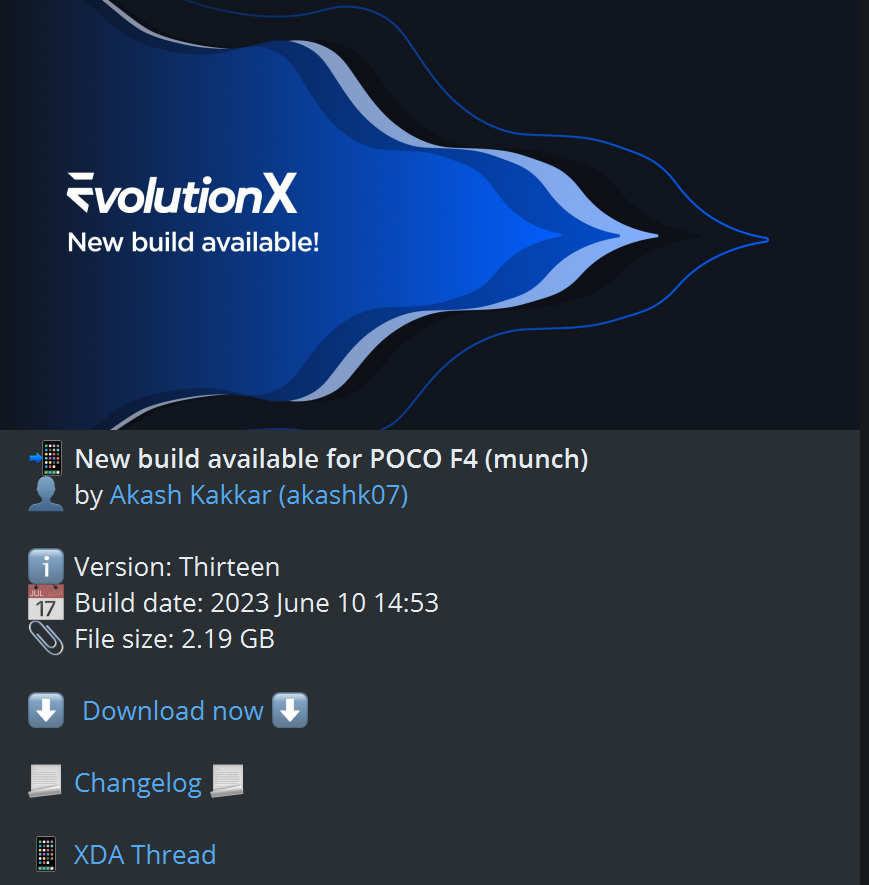 EvolutionX
New build available!
New build available for POCO F4 (munch)
by Akash Kakkar (akashk07)
Version: Thirteen
JUL
17
Build date: 2023 June 10 14:53
File size: 2.19 GB
Download now
Changelog
XDA Thread